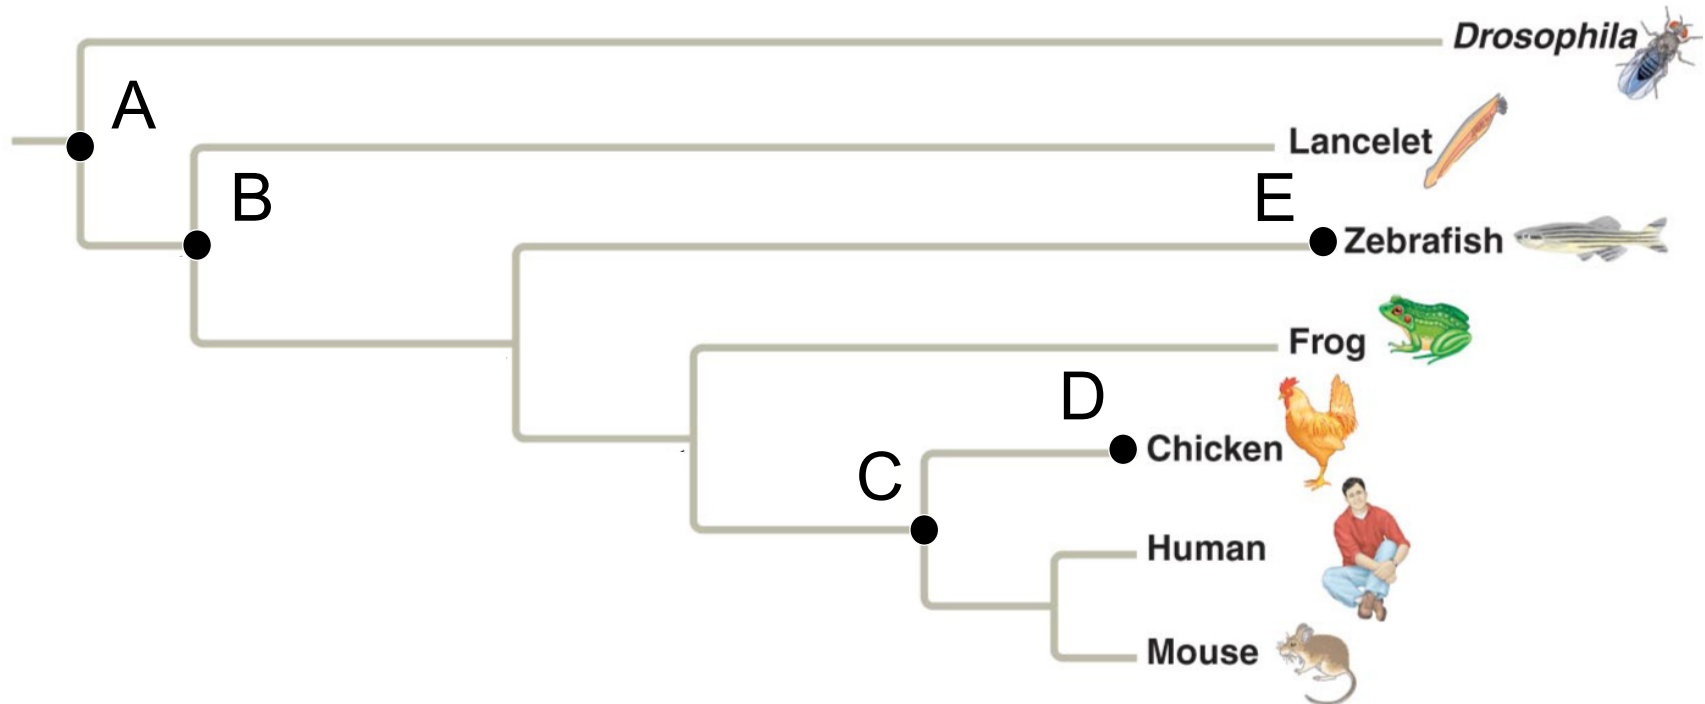 Drosophila
A
Lancelet
B
E
Zebrafish
Frog
D
Chicken
C
Human
Mouse